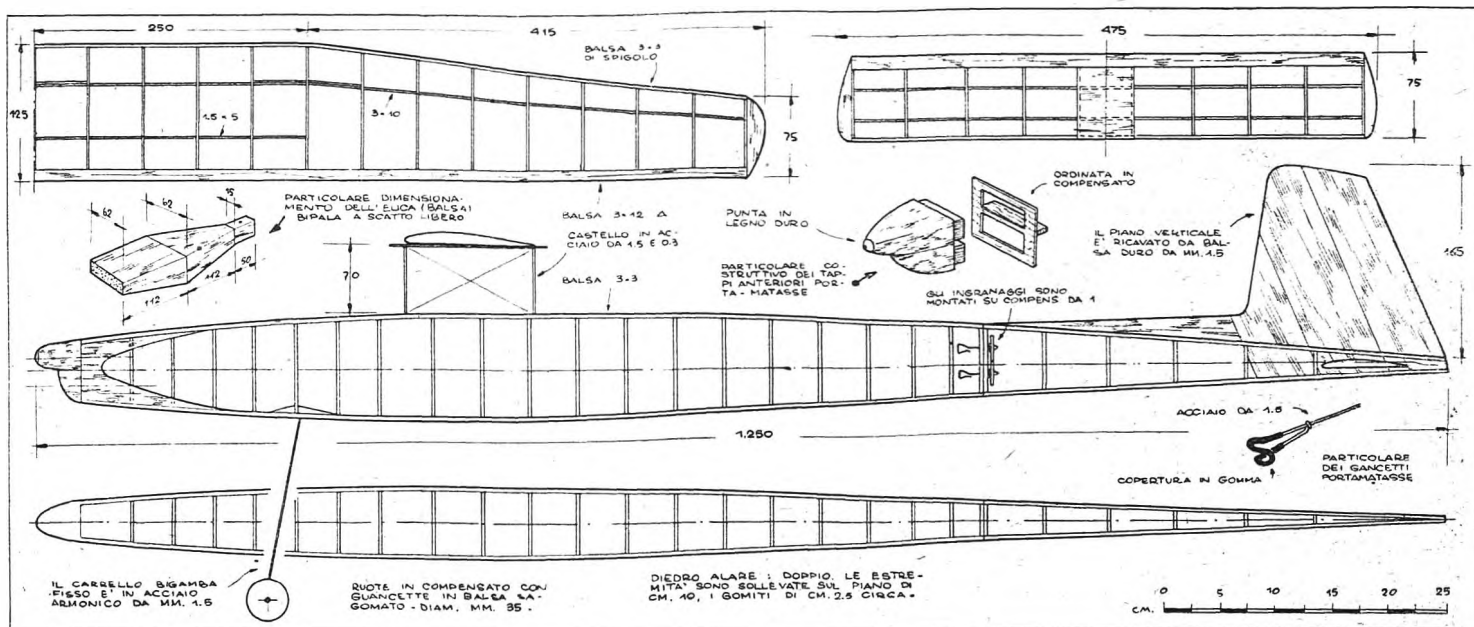 250
415
475
BALSA 3×3
DI SPIGOLO
125
3×10
1.5×5
75
75
PARTICOLARE DIMENSIONA-
MENTO DELL'ELICA (BALSA)
BIPALA A SCATTO LIBERO
62
62
15
112
112
50
BALSA 3×12 A
CASTELLO IN AC-
CIAIO DA 1.5 E 0.3
70
BALSA 3×3
PUNTA IN
LEGNO DURO
ORDINATA IN
COMPENSATO
PARTICOLARE CO-
STRUTTIVO DEI TAP-
PI ANTERIORI POR-
TA-MATASSE
IL PIANO VERTICALE
E' RICAVATO DA BAL-
SA DURO DA MM. 1.5
165
GLI INGRANAGGI SONO
MONTATI SU COMPENS. DA 1
1.250
ACCIAIO DA 1.5
COPERTURA IN GOMMA
PARTICOLARE
DEI GANCETTI
PORTAMATASSE
IL CARRELLO BIGAMBA
FISSO E' IN ACCIAIO
ARMONICO DA MM. 1.5
RUOTE IN COMPENSATO CON
GUANCETTE IN BALSA SA-
GOMATO - DIAM. MM. 35.
DIEDRO ALARE: DOPPIO. LE ESTRE-
MITA' SONO SOLLEVATE SUL PIANO DI
CM. 10, I GOMITI DI CM. 2.5 CIRCA.
0 5 10 15 20 25
CM.